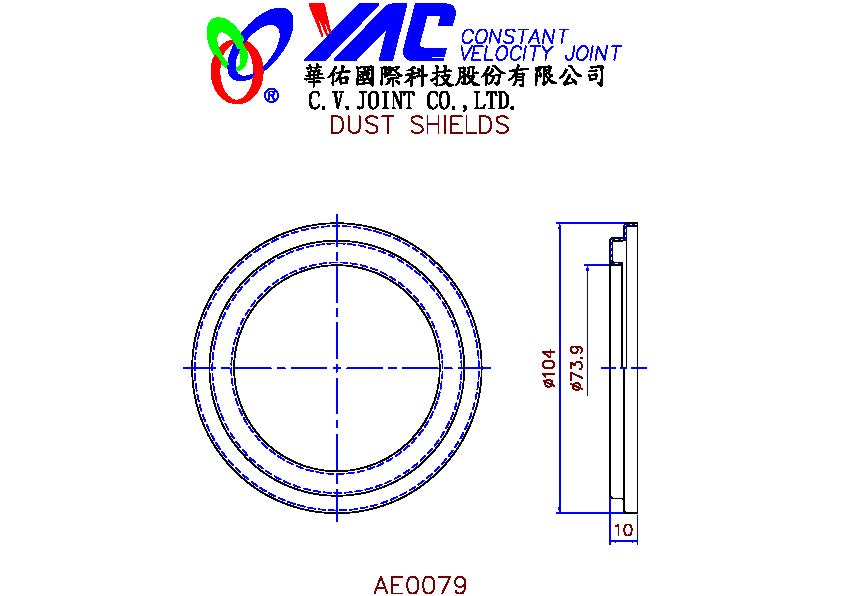 YAC CONSTANT
VELOCITY JOINT
華佑國際科技股份有限公司
®
C.V.JOINT CO.,LTD.
DUST SHIELDS
ø104
ø73.9
10
AE0079